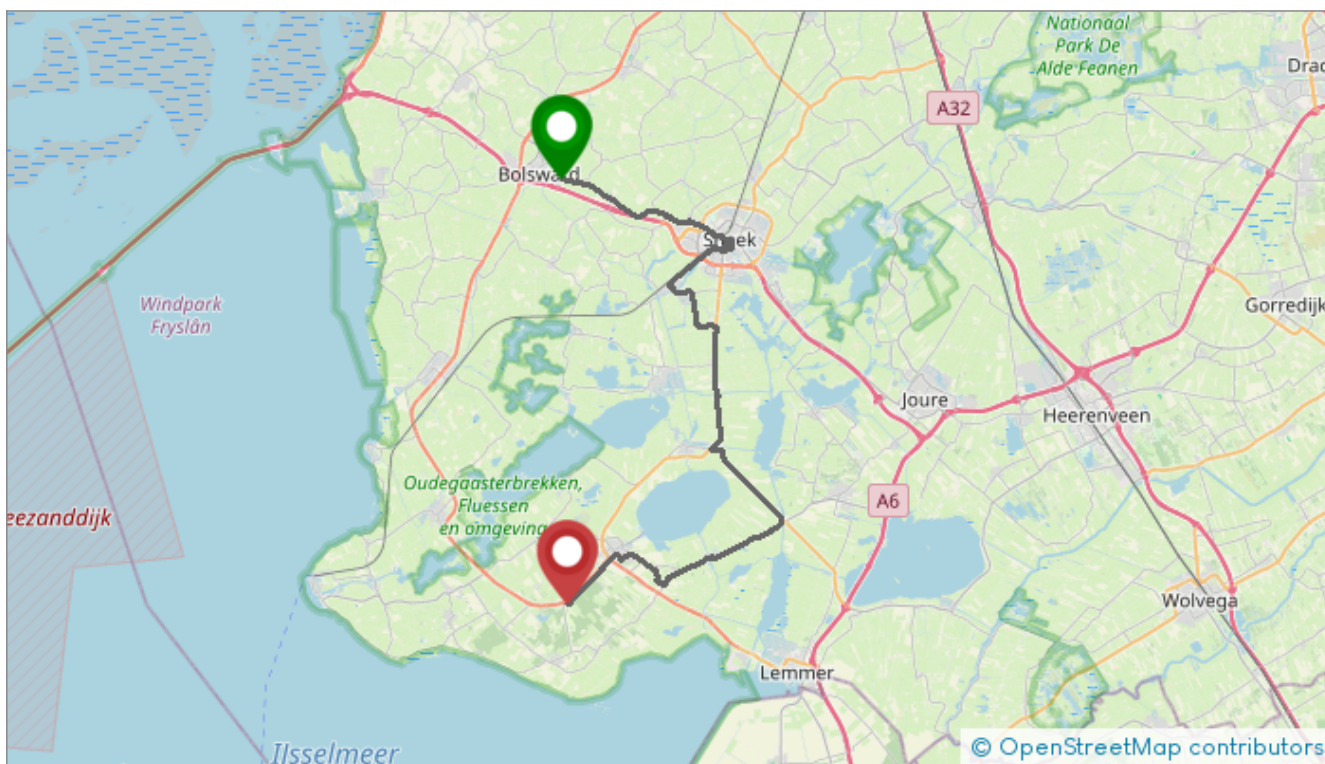 Nationaal
Park De
Alde Feanen
Drac
A32
Bolsward
Sneek
Windpark
Fryslân
Gorredijk
Joure
Heerenveen
Oudegaasterbrekken,
Fluessen
en omgeving
A6
eezanddijk
Wolvega
Lemmer
IJsselmeer
© OpenStreetMap contributors